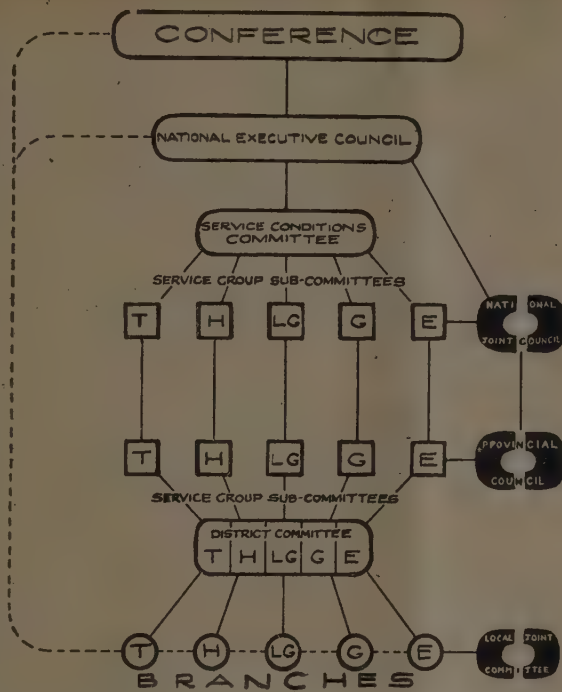 CONFERENCE
NATIONAL EXECUTIVE COUNCIL
SERVICE CONDITIONS
COMMITTEE
SERVICE GROUP SUB-COMMITTEES
T H LG G E
NATIONAL
JOINT COUNCIL
T H LG G E
PROVINCIAL
COUNCIL
SERVICE GROUP SUB-COMMITTEES
DISTRICT COMMITTEE
T H LG G E
T H LG G E
LOCAL JOINT
COMMITTEE
BRANCHES